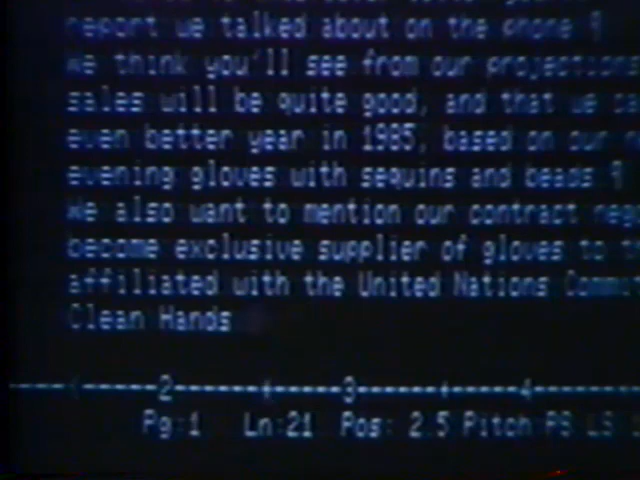 report we talked about on the phone ¶
We think you'll see from our projections
sales will be quite good, and that we
even better year in 1985, based on our
evening gloves with sequins and beads ¶
We also want to mention our contract
become exclusive supplier of gloves to
affiliated with the United Nations
Clean Hands
2 3 4
Pg:1 Ln:21 Pos: 2.5 Pitch PS LS